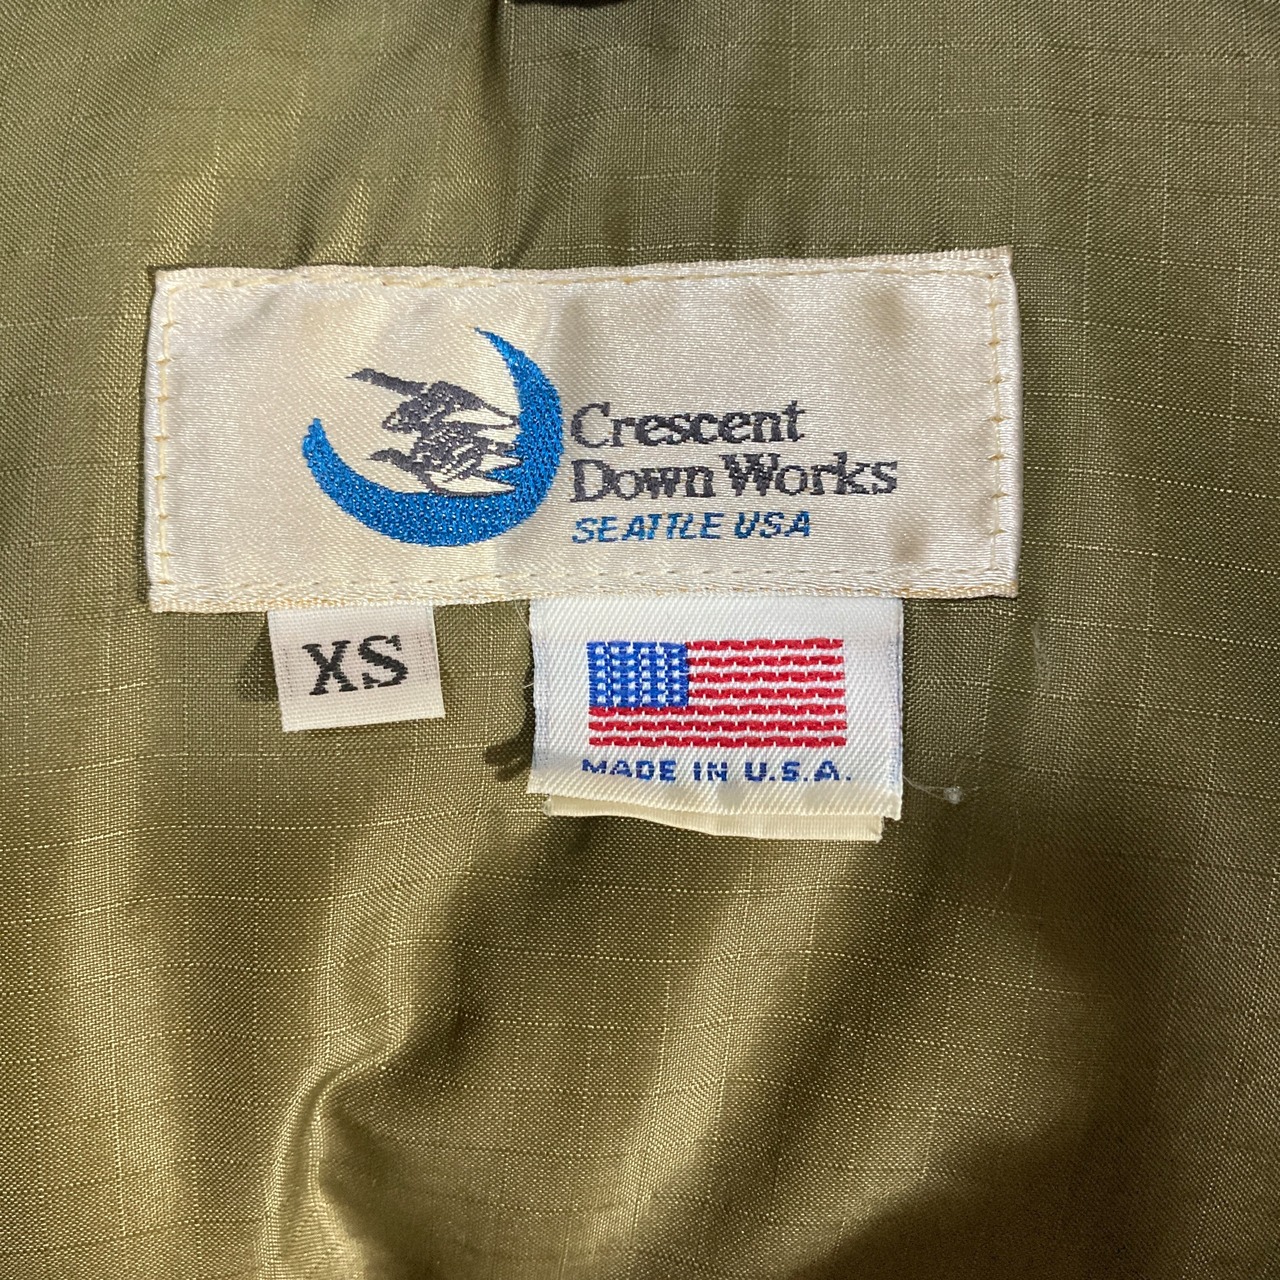 Crescent
Down Works
SEATTLE USA
XS
MADE IN U.S.A.